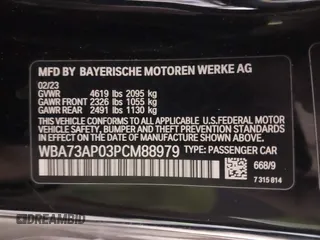 MFD BY BAYERISCHE MOTOREN WERKE AG
02/23
GVWR 4619 lbs 2095 kg
GAWR FRONT 2326 lbs 1055 kg
GAWR REAR 2491 lbs 1130 kg
THIS VEHICLE CONFORMS TO ALL APPLICABLE U.S.FEDERAL MOTOR
VEHICLE SAFETY, BUMPER, AND THEFT PREVENTION STANDARDS IN
EFFECT ON THE DATE OF MANUFACTURE SHOWN ABOVE.
WBA73AP03PCM88979 TYPE: PASSENGER CAR
668/9
7 315 814
DREAMBID